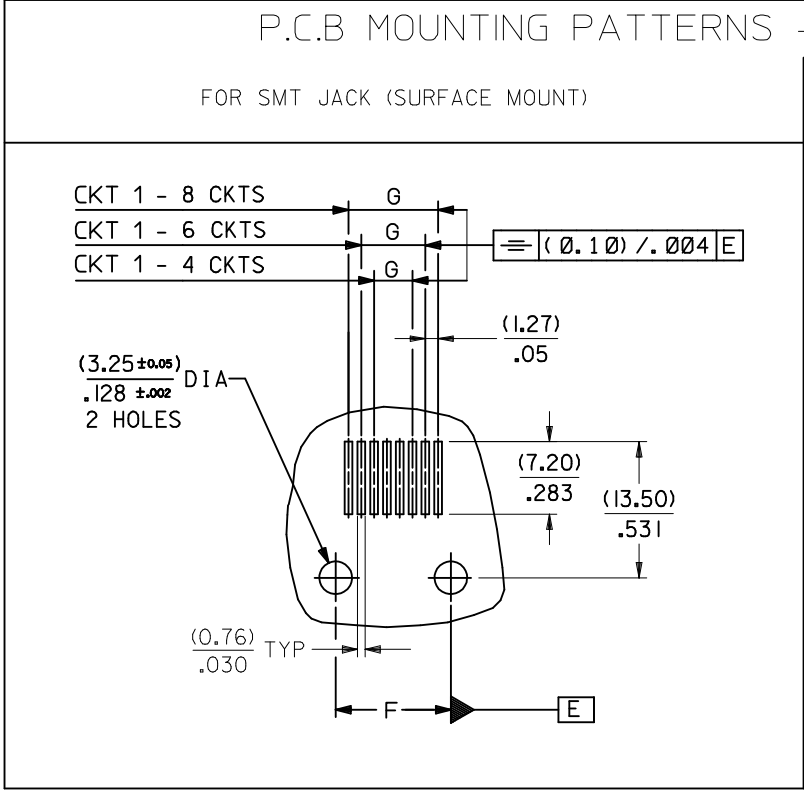 P.C.B MOUNTING PATTERNS -
FOR SMT JACK (SURFACE MOUNT)
CKT 1 - 8 CKTS
G
CKT 1 - 6 CKTS
G
(0.10)/.004 E
CKT 1 - 4 CKTS
G
(1.27)
.05
(3.25 ±0.05)
.128 ±.002
DIA
2 HOLES
(7.20)
.283
(13.50)
.531
(0.76)
.030
TYP
F
E